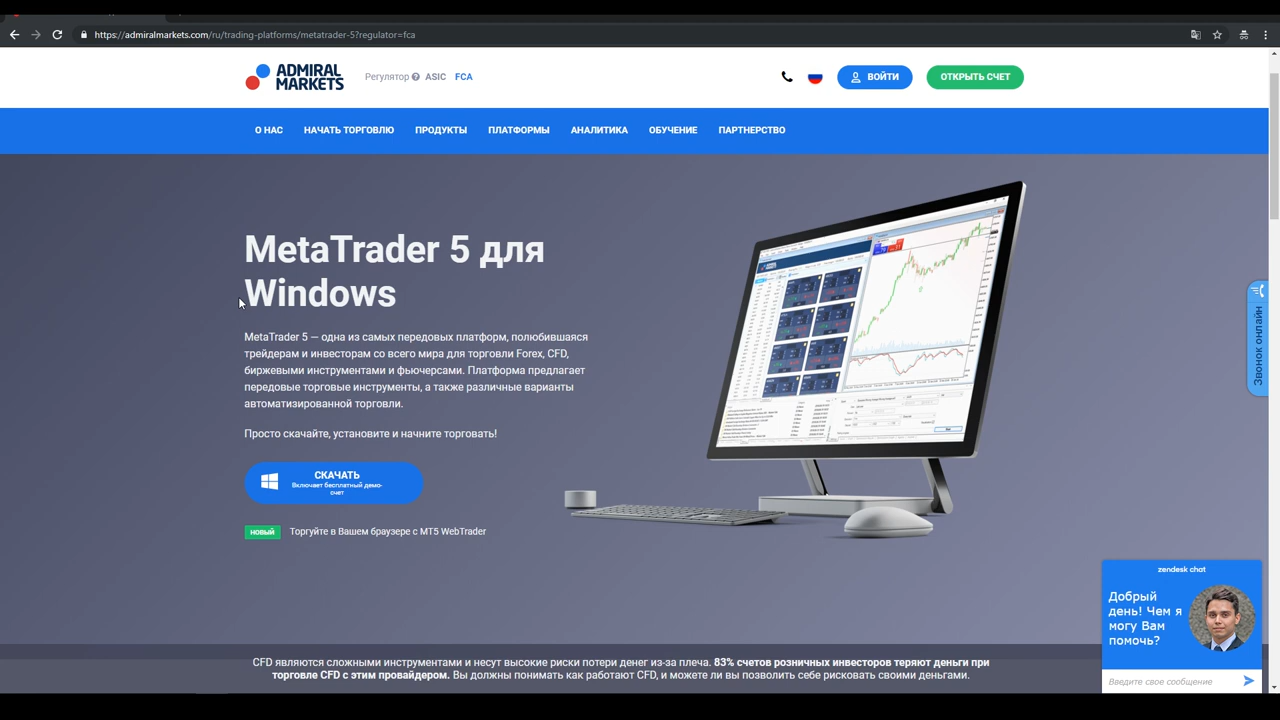 https://admiralmarkets.com/ru/trading-platforms/metatrader-5?regulator=fca
ADMIRAL
MARKETS
Регулятор ? ASIC FCA
ВОЙТИ
ОТКРЫТЬ СЧЕТ
О НАС НАЧАТЬ ТОРГОВЛЮ ПРОДУКТЫ ПЛАТФОРМЫ АНАЛИТИКА ОБУЧЕНИЕ ПАРТНЕРСТВО
MetaTrader 5 для
Windows
MetaTrader 5 — одна из самых передовых платформ, полюбившаяся
трейдерам и инвесторам со всего мира для торговли Forex, CFD,
биржевыми инструментами и фьючерсами. Платформа предлагает
передовые торговые инструменты, а также различные варианты
автоматизированной торговли.
Просто скачайте, установите и начните торговать!
СКАЧАТЬ
Включает бесплатный демо-
счет
НОВЫЙ Торгуйте в Вашем браузере с МТ5 WebTrader
Звонок онлайн
zendesk chat
Добрый
день! Чем я
могу Вам
помочь?
Введите свое сообщение
CFD являются сложными инструментами и несут высокие риски потери денег из-за плеча. 83% счетов розничных инвесторов теряют деньги при
торговле CFD с этим провайдером. Вы должны понимать как работают CFD, и можете ли вы позволить себе рисковать своими деньгами.